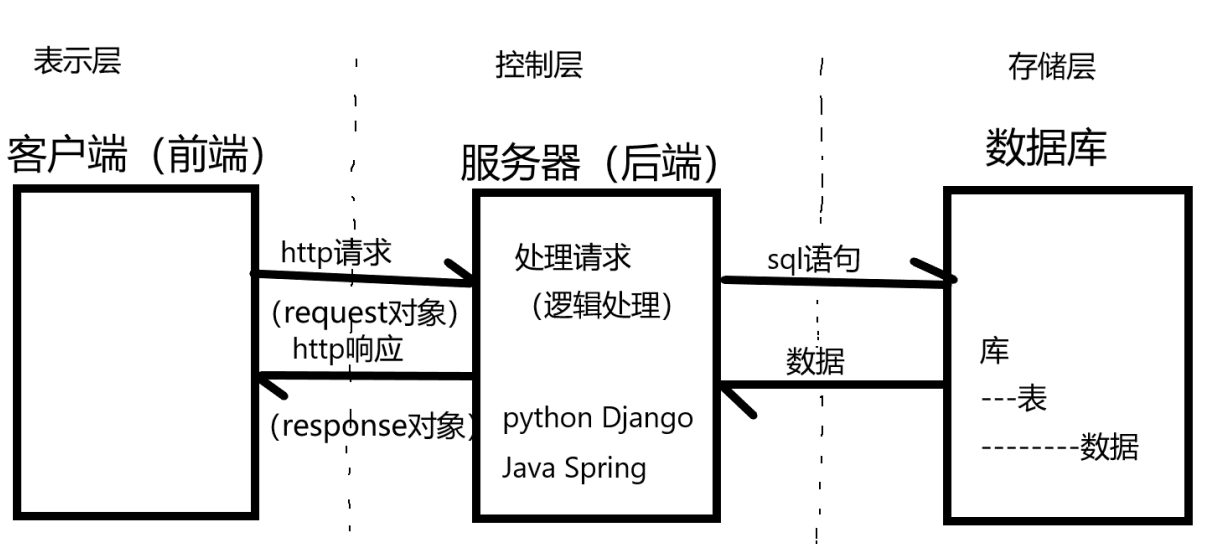 表示层
控制层
存储层
客户端（前端）
服务器（后端）
数据库
http请求
（request对象）
http响应
（response对象）
处理请求
（逻辑处理）
python Django
Java Spring
sql语句
数据
库
---表
--------数据